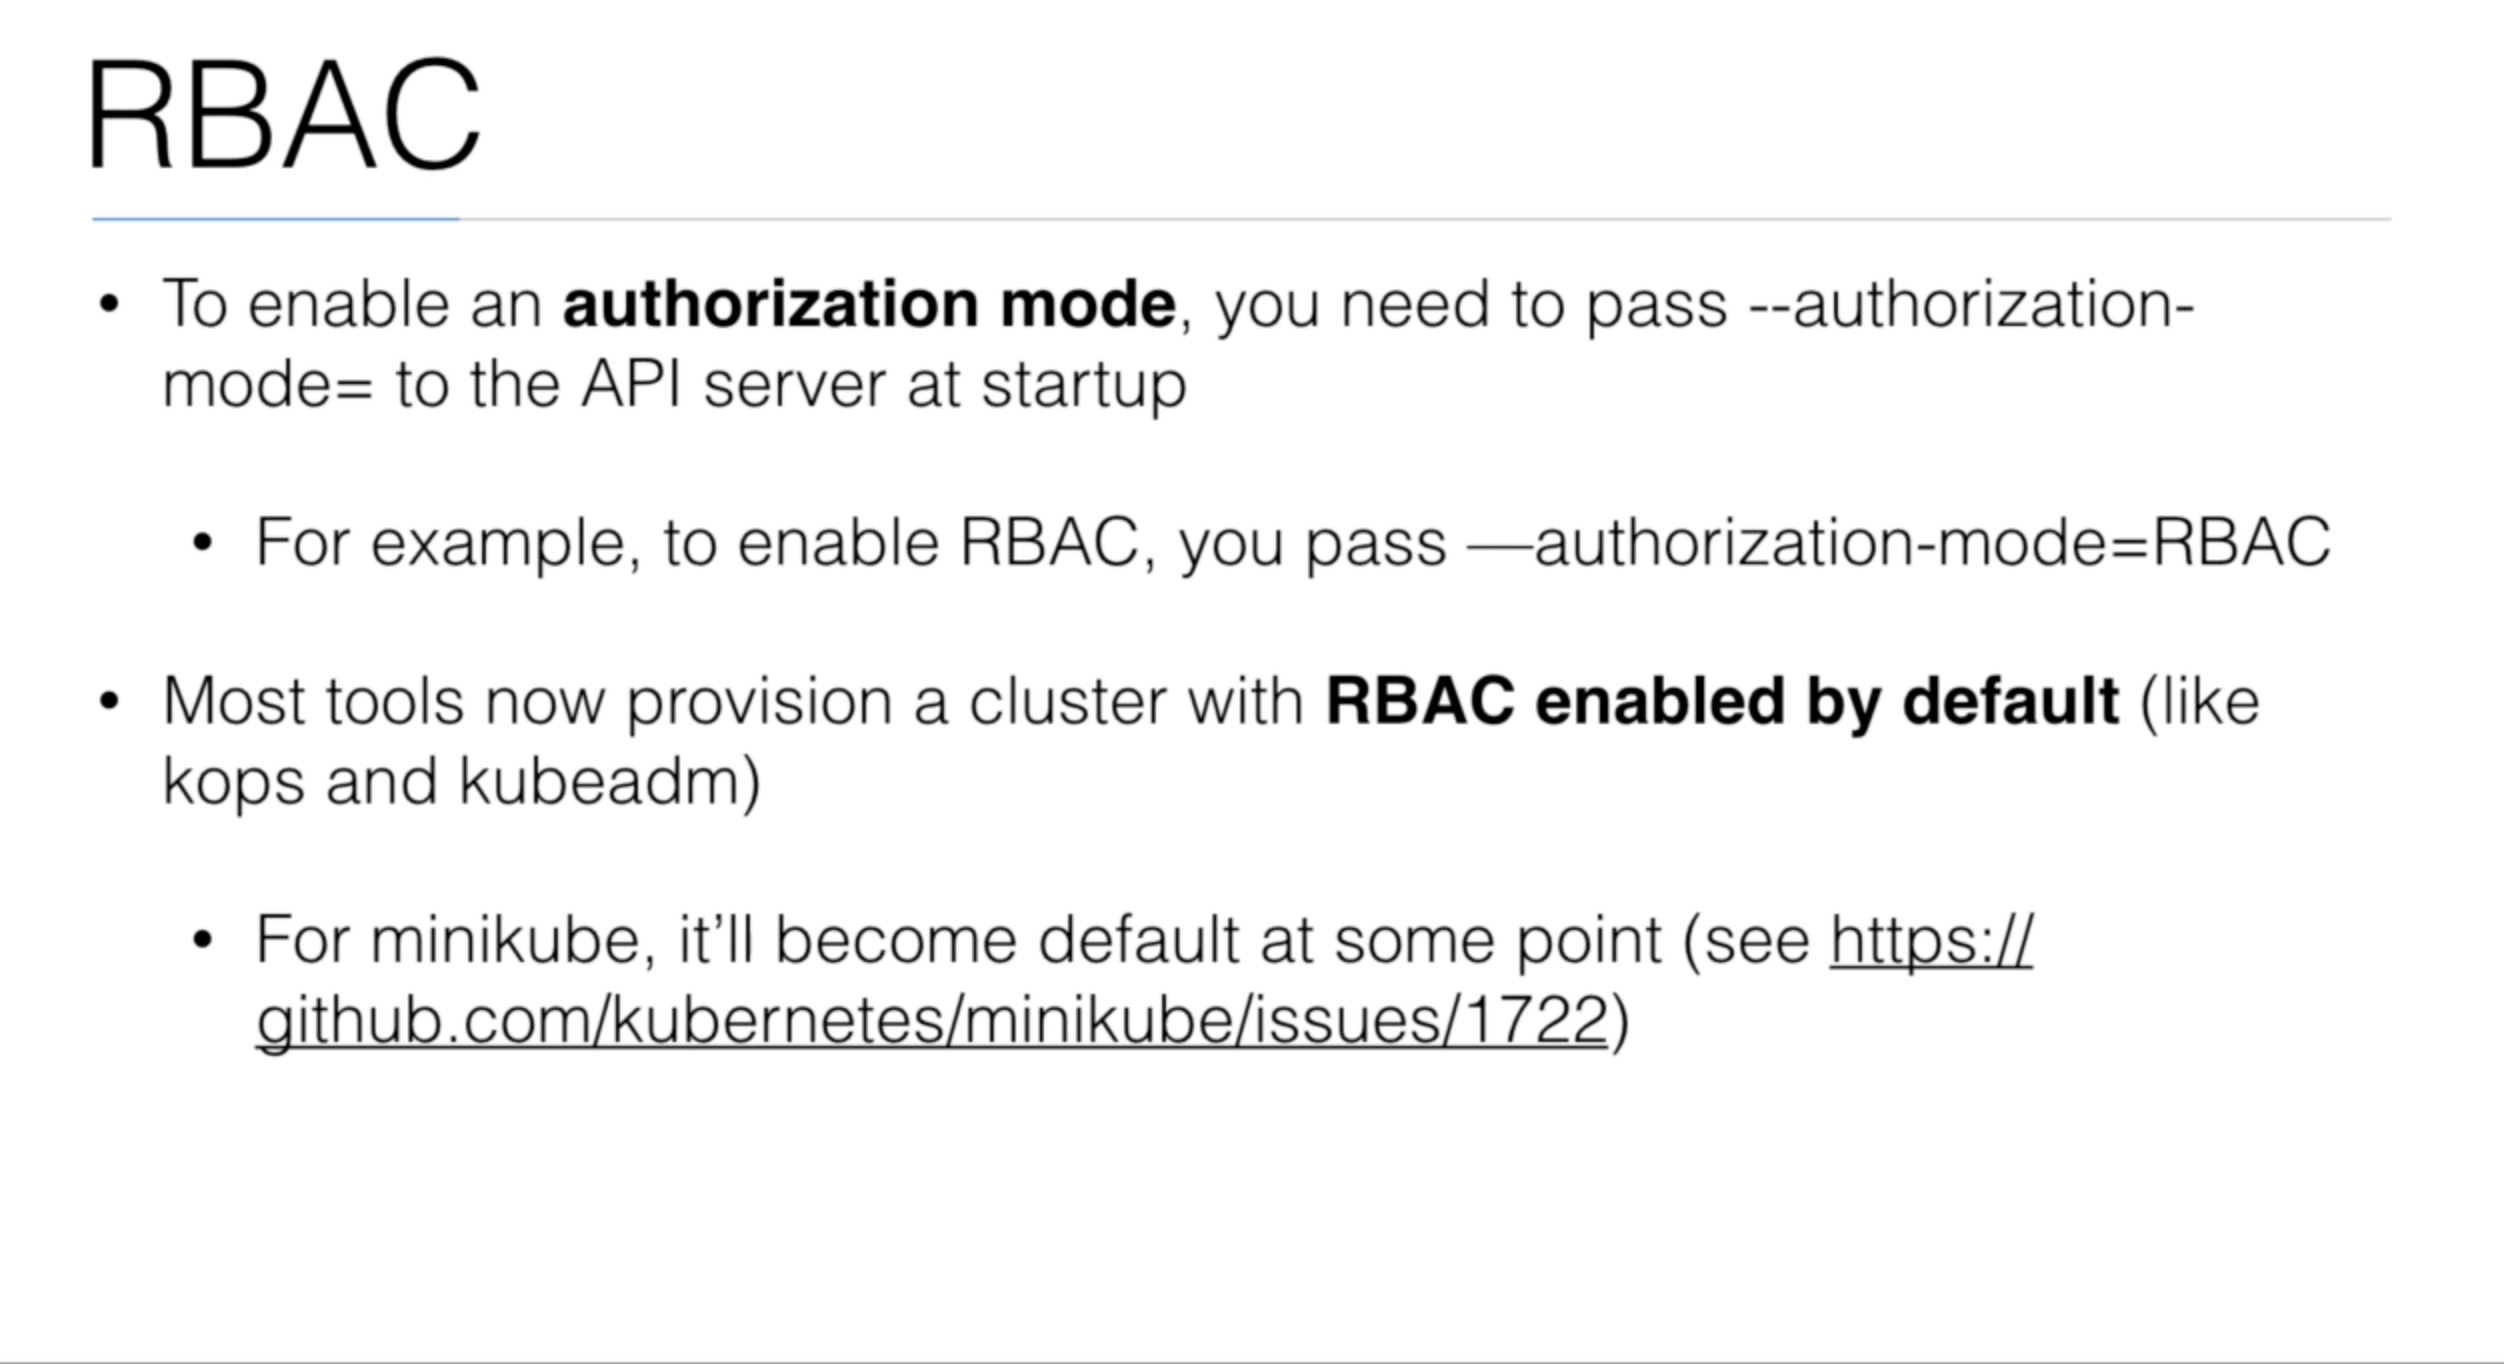 RBAC
• To enable an authorization mode, you need to pass --authorization-
mode= to the API server at startup
• For example, to enable RBAC, you pass —authorization-mode=RBAC
• Most tools now provision a cluster with RBAC enabled by default (like
kops and kubeadm)
• For minikube, it’ll become default at some point (see https://
github.com/kubernetes/minikube/issues/1722)